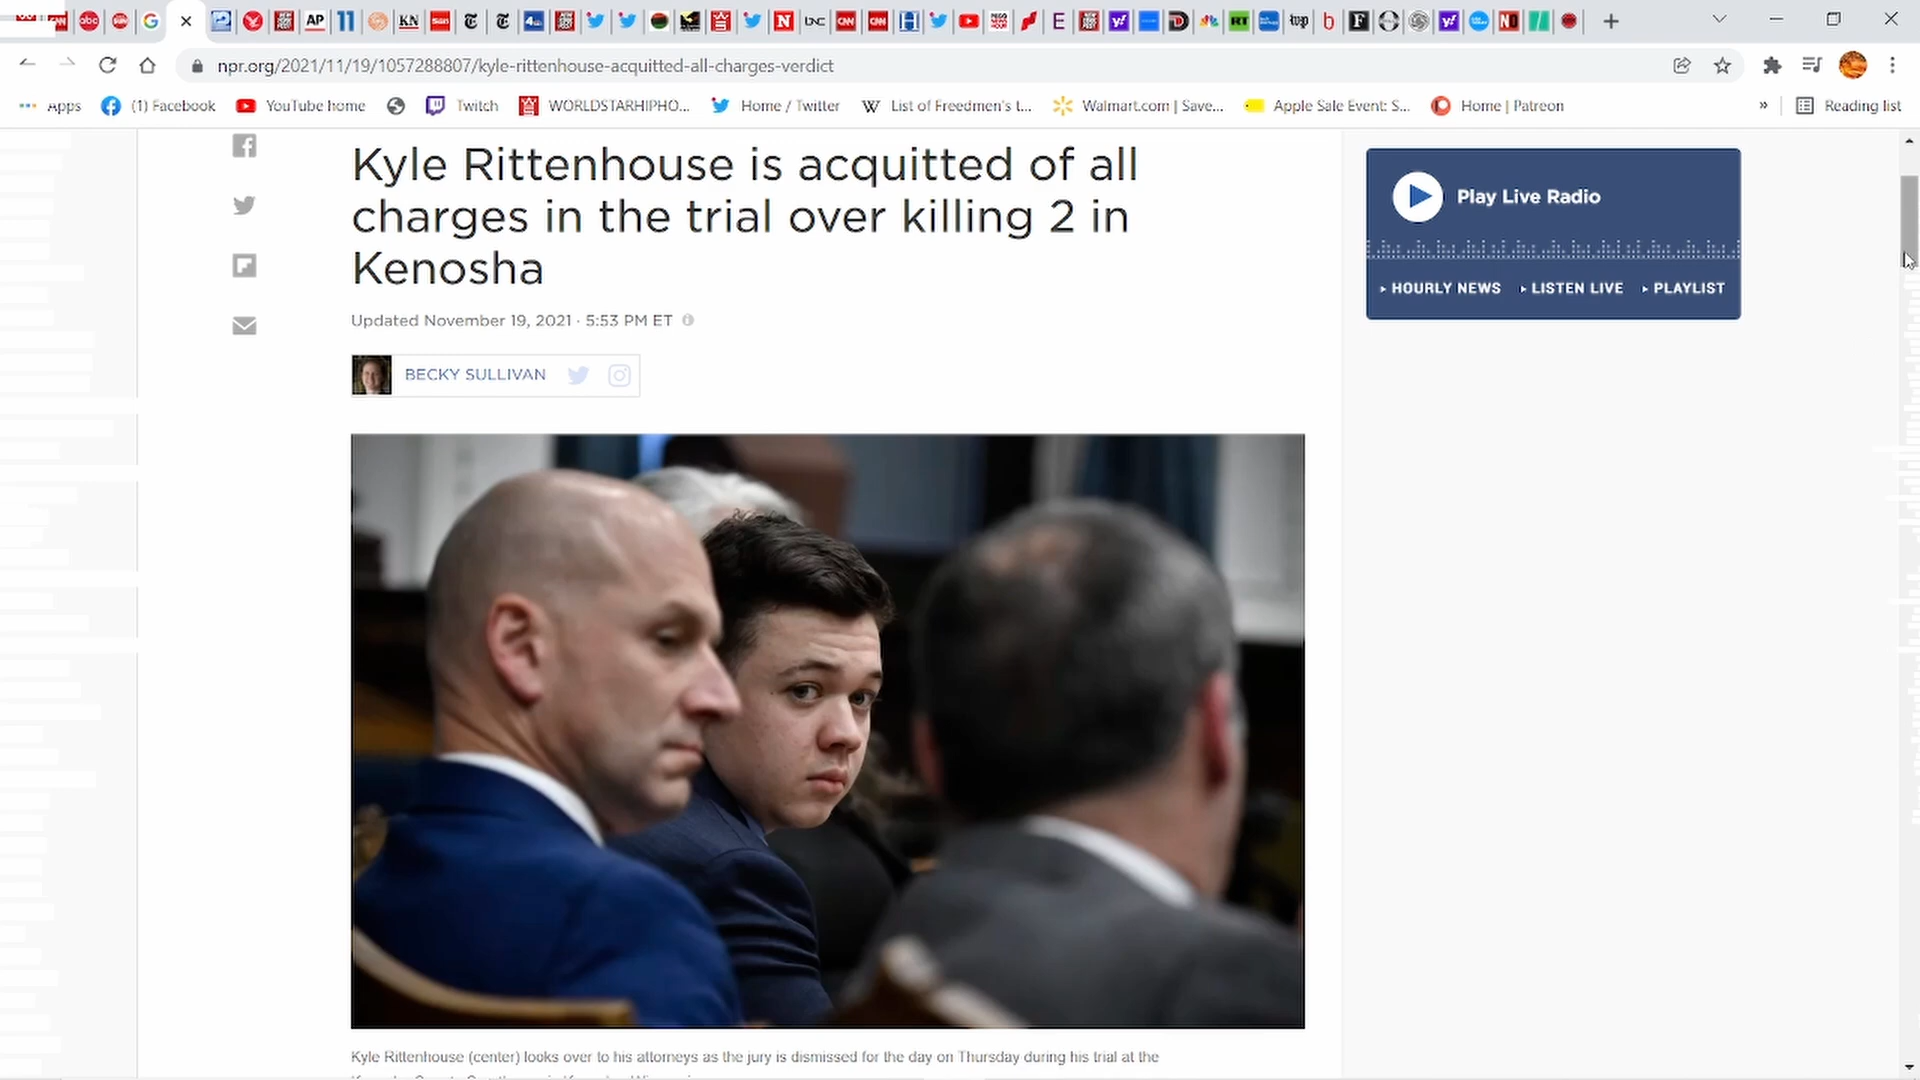 npr.org/2021/11/19/1057288807/kyle-rittenhouse-acquitted-all-charges-verdict
Apps (1) Facebook YouTube home Twitch WORLDSTARHIPHO... Home / Twitter List of Freedmen's t... Walmart.com | Save... Apple Sale Event: S... Home | Patreon » Reading list
Kyle Rittenhouse is acquitted of all
charges in the trial over killing 2 in
Kenosha
Updated November 19, 2021 · 5:53 PM ET
BECKY SULLIVAN
Play Live Radio
HOURLY NEWS LISTEN LIVE PLAYLIST
Kyle Rittenhouse (center) looks over to his attorneys as the jury is dismissed for the day on Thursday during his trial at the